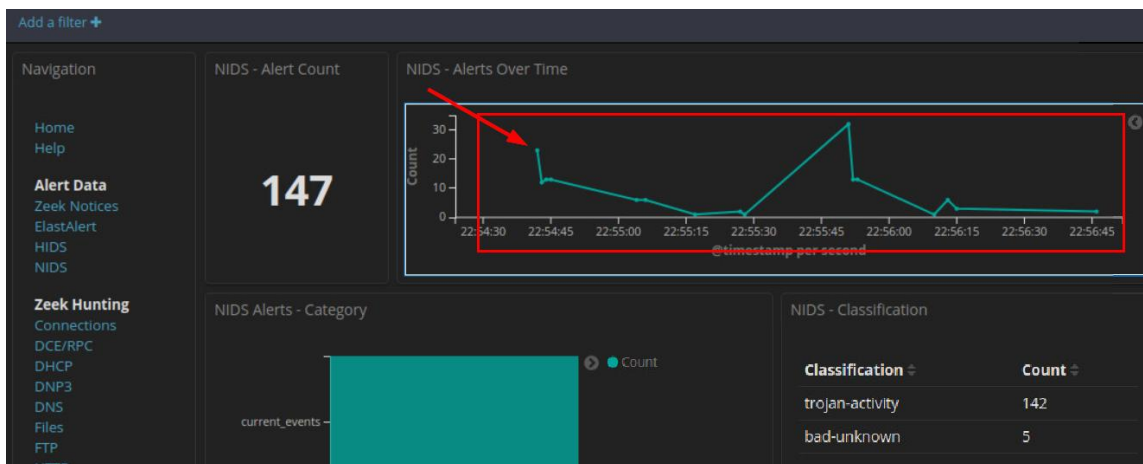 Add a filter +
Navigation
Home
Help
Alert Data
Zeek Notices
ElastAlert
HIDS
NIDS
Zeek Hunting
Connections
DCE/RPC
DHCP
DNP3
DNS
Files
FTP
NIDS - Alert Count
147
NIDS - Alerts Over Time
Count
30
20
10
0
22:54:30 22:54:45 22:55:00 22:55:15 22:55:30 22:55:45 22:56:00 22:56:15 22:56:30 22:56:45
@timestamp per second
NIDS Alerts - Category
current_events
Count
NIDS - Classification
Classification Count
trojan-activity 142
bad-unknown 5